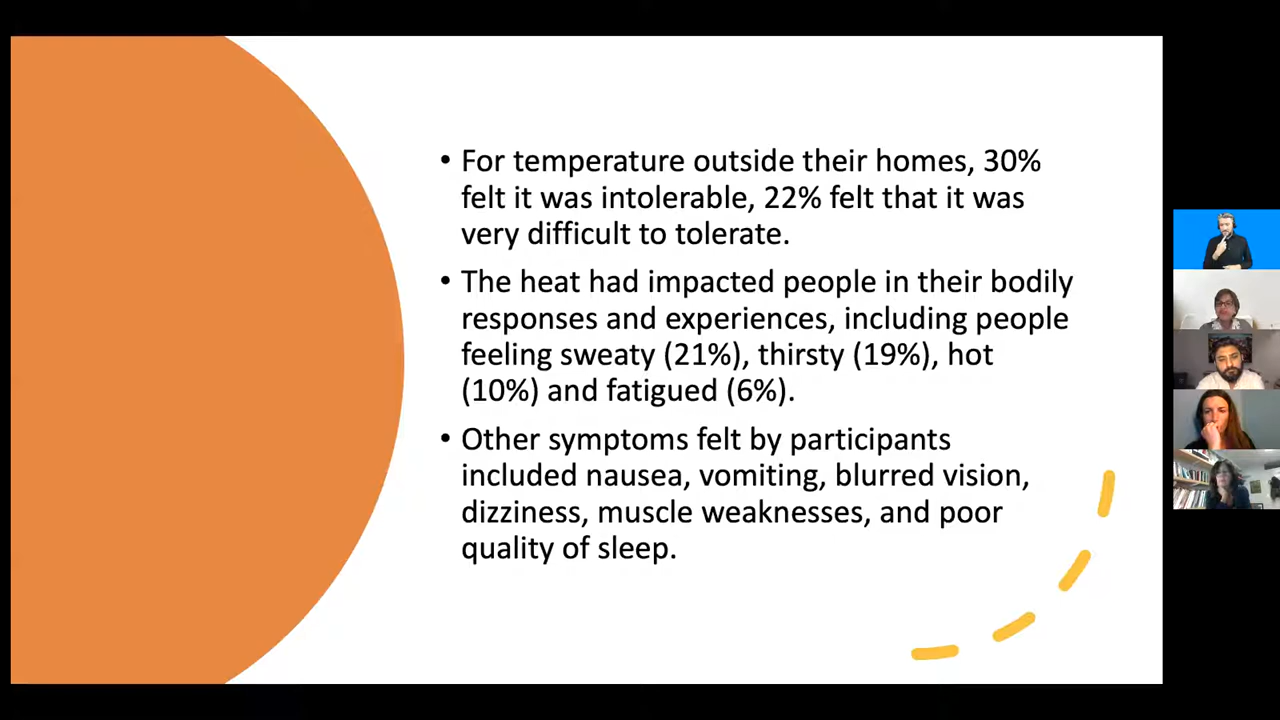 • For temperature outside their homes, 30%
felt it was intolerable, 22% felt that it was
very difficult to tolerate.
• The heat had impacted people in their bodily
responses and experiences, including people
feeling sweaty (21%), thirsty (19%), hot
(10%) and fatigued (6%).
• Other symptoms felt by participants
included nausea, vomiting, blurred vision,
dizziness, muscle weaknesses, and poor
quality of sleep.